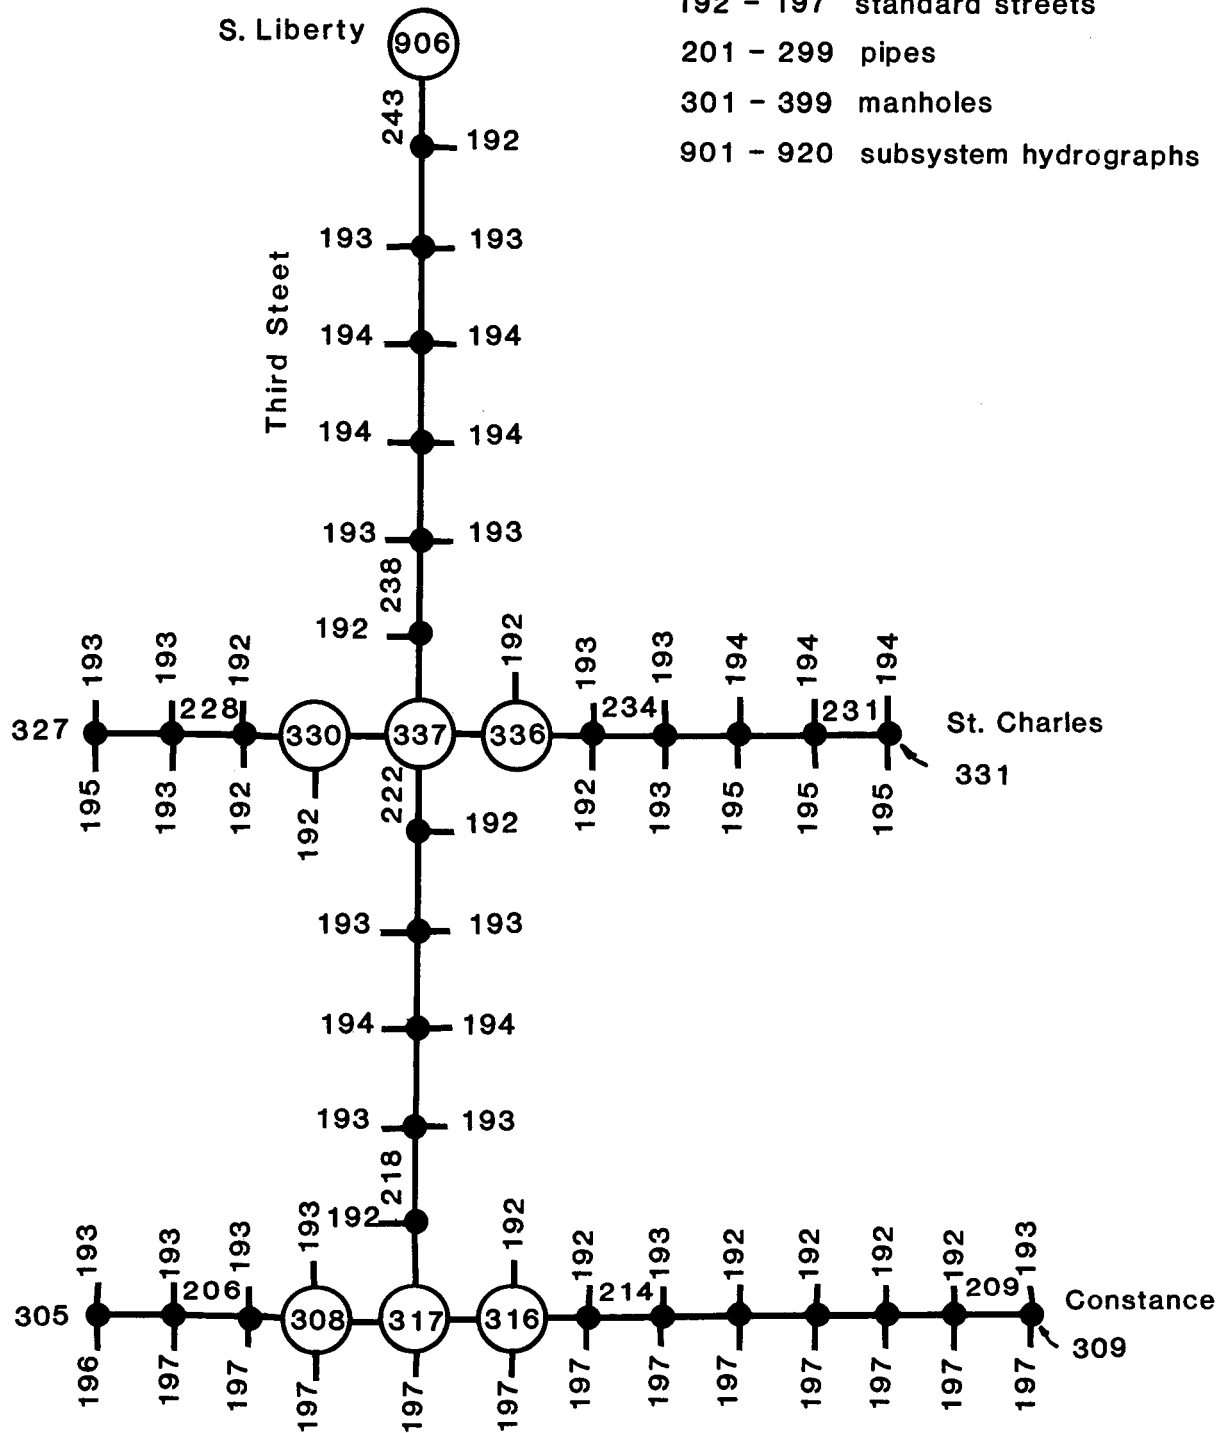 192 - 197 standard streets
S. Liberty
906
201 - 299 pipes
301 - 399 manholes
901 - 920 subsystem hydrographs
243
192
Third Steet
193 193
194 194
194 194
193 193
238
192
193 193 192 192 193 193 194 194 194
327 228 330 337 336 234 231 St. Charles
331
195 193 192 192 222 192 193 195 195 195
192
193 193
194 194
193 193
218
192
193 193 193 193 192 192 193 192 192 192 193
305 206 308 317 316 214 209 Constance
309
196 197 197 197 197 197 197 197 197 197 197 197 197